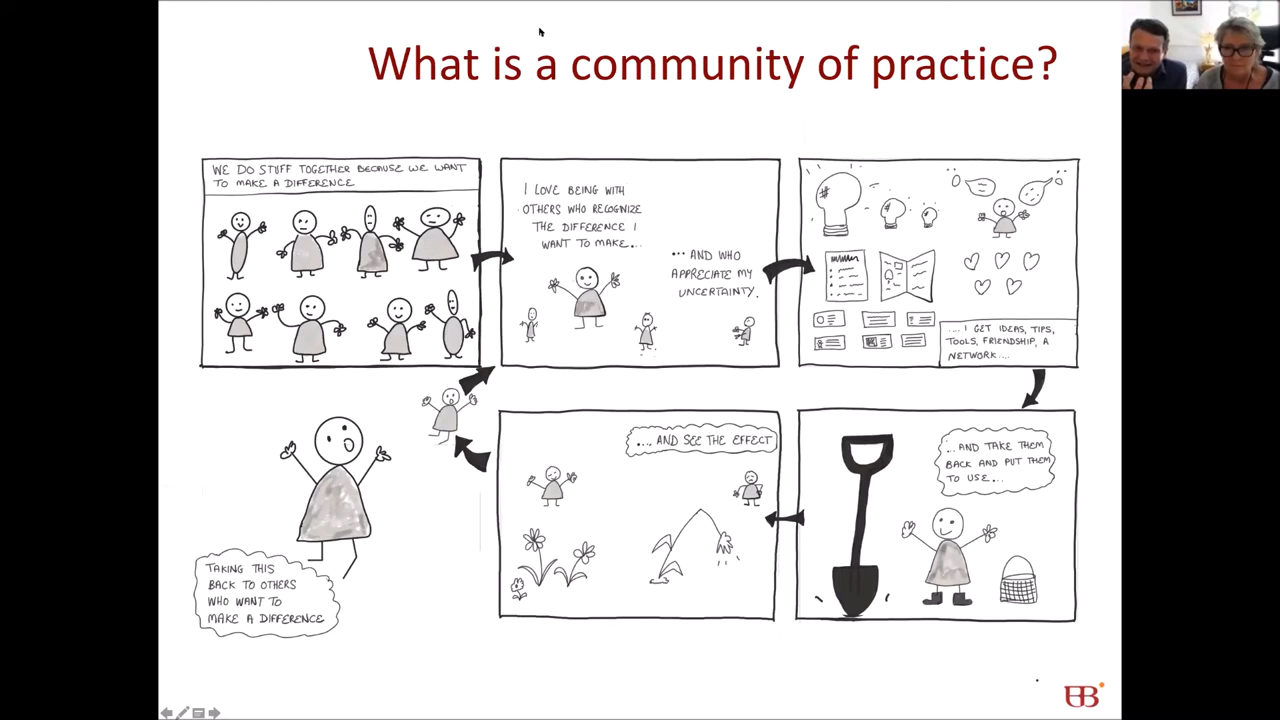 What is a community of practice?
WE DO STUFF TOGETHER BECAUSE WE WANT
TO MAKE A DIFFERENCE
I LOVE BEING WITH
OTHERS WHO RECOGNIZE
THE DIFFERENCE I
WANT TO MAKE...
... AND WHO
APPRECIATE MY
UNCERTAINTY.
#
.... I GET IDEAS, TIPS,
TOOLS, FRIENDSHIP, A
NETWORK....
...AND TAKE THEM
BACK AND PUT THEM
TO USE...
.... AND SEE THE EFFECT
TAKING THIS
BACK TO OTHERS
WHO WANT TO
MAKE A DIFFERENCE